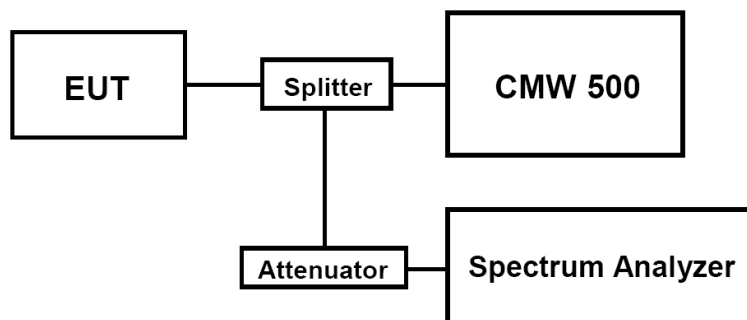 EUT
Splitter
CMW 500
Attenuator
Spectrum Analyzer